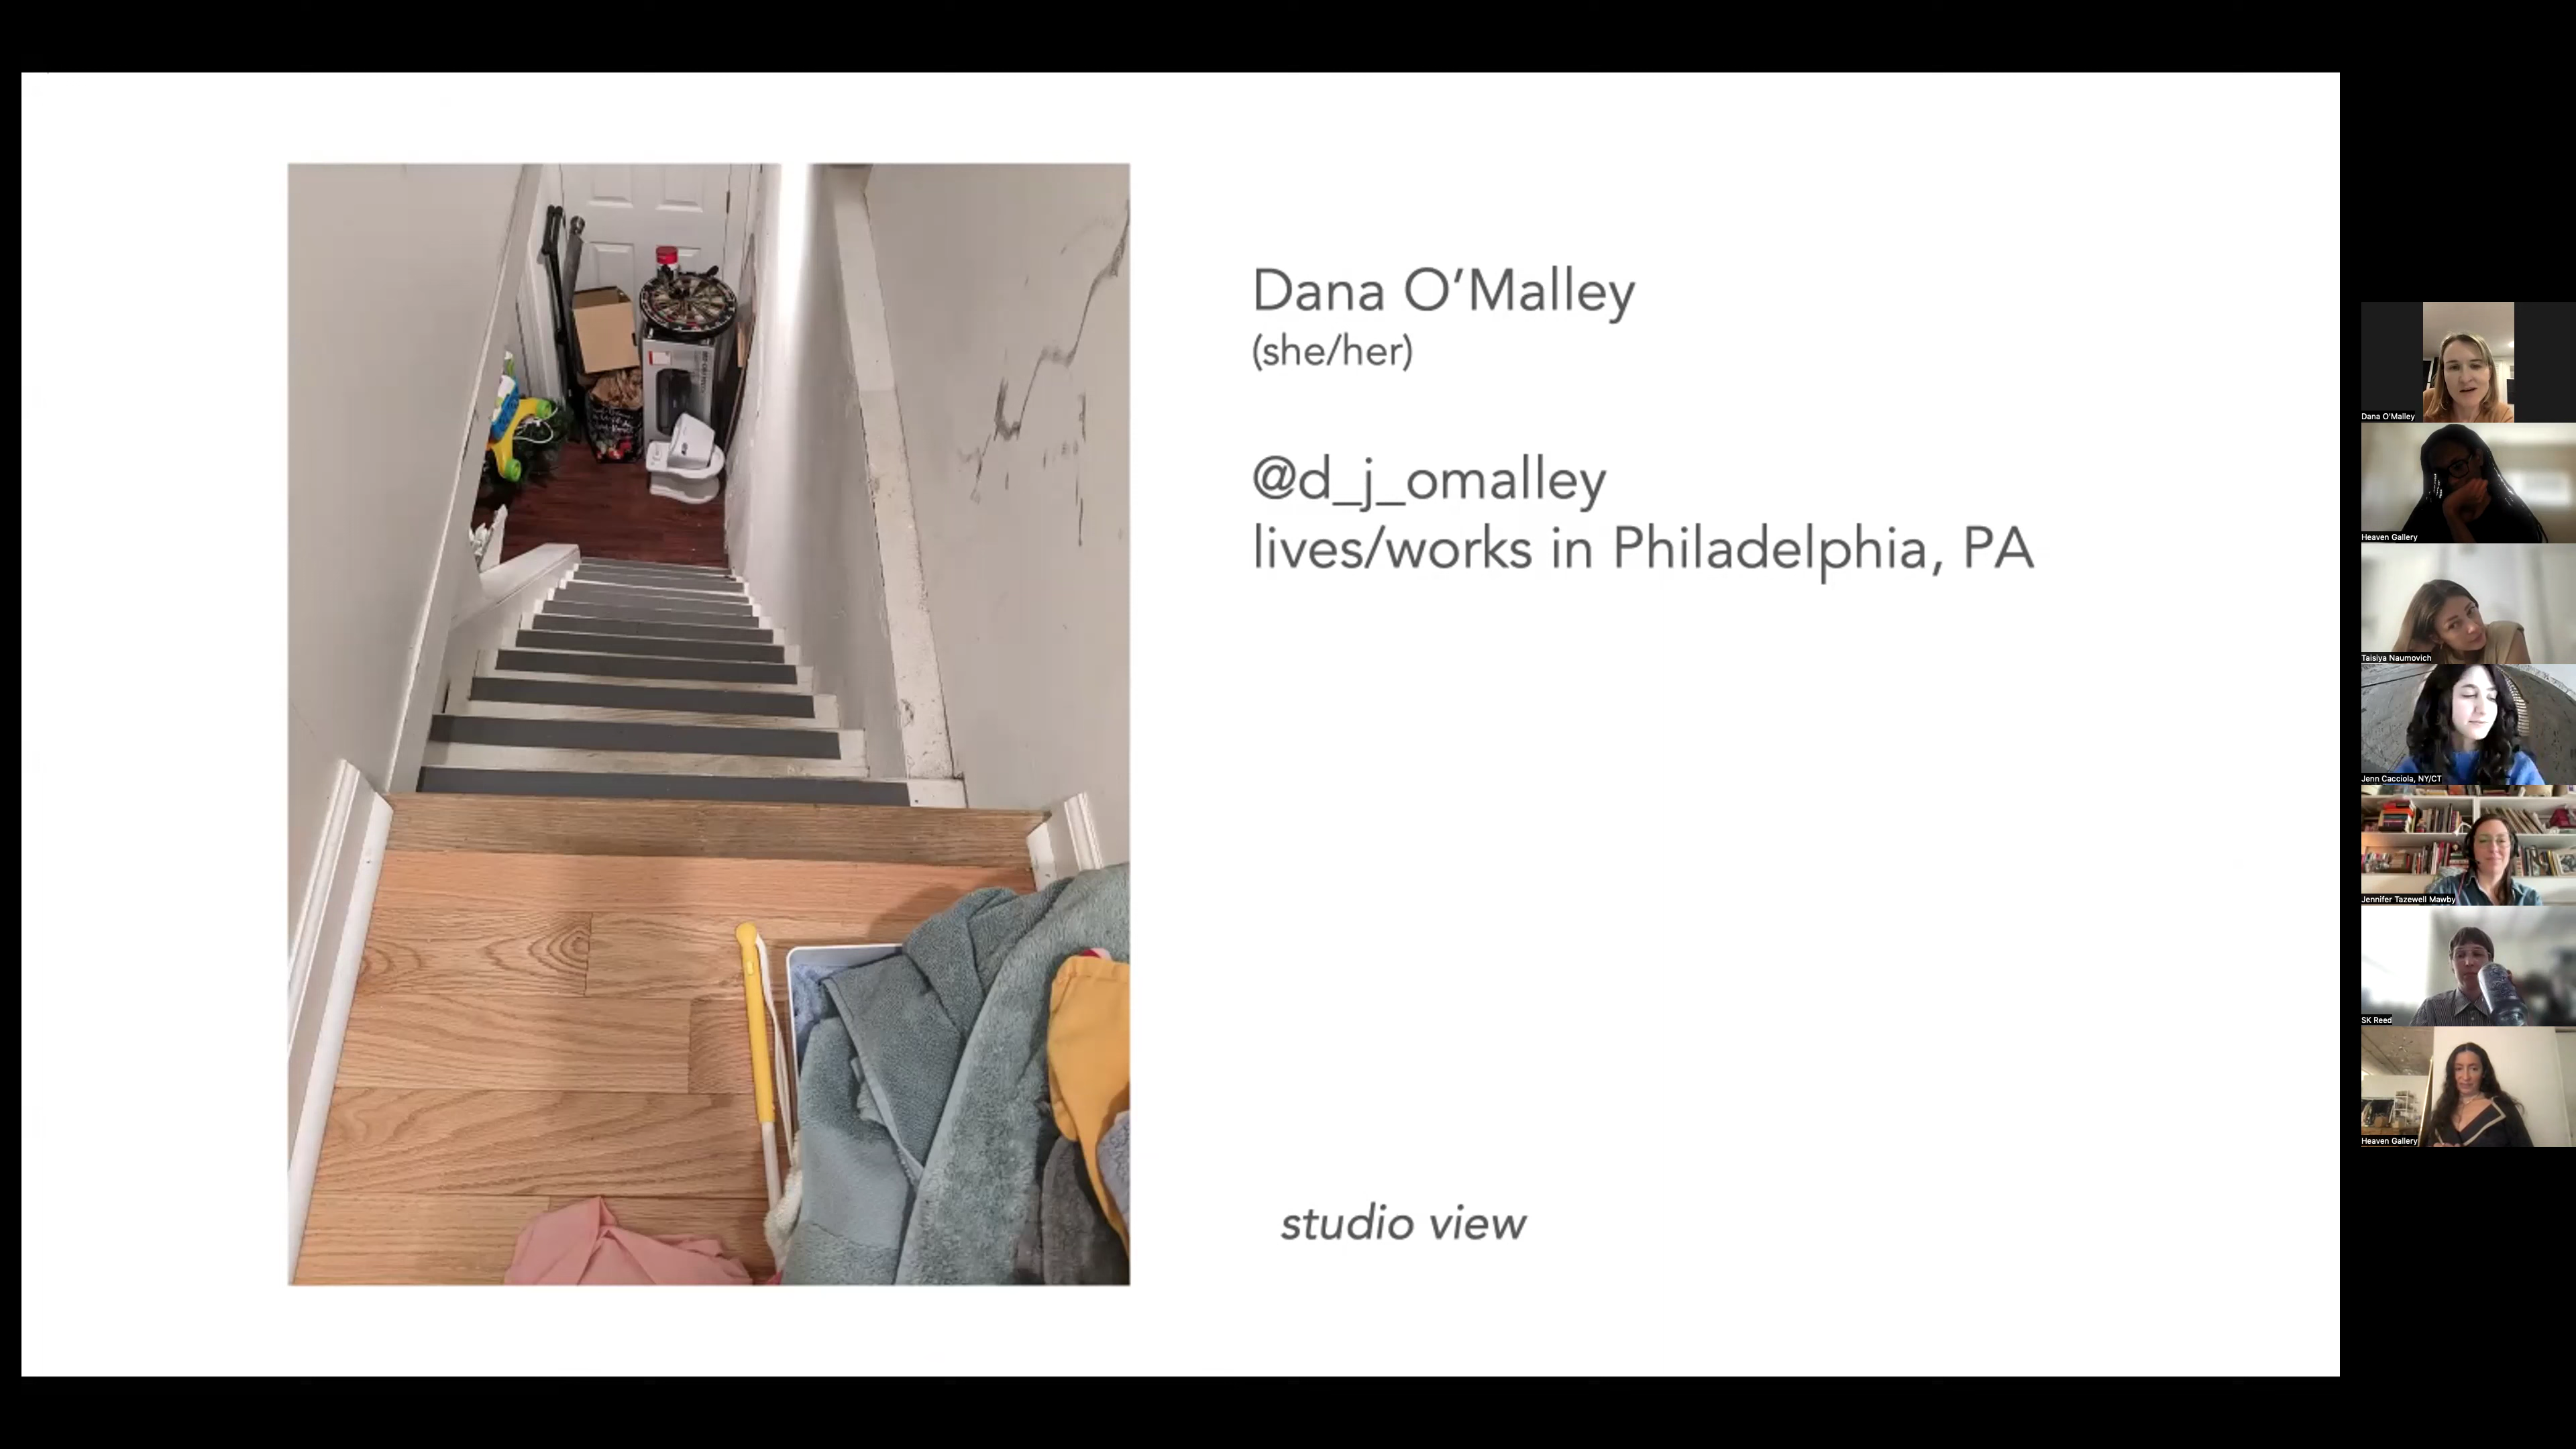 Dana O’Malley
(she/her)
@d_j_omalley
lives/works in Philadelphia, PA
studio view
Dana O'Malley
Heaven Gallery
Taisiya Naumovich
Jenn Cacciola, NY/CT
Jennifer Tazewell Mawby
SK Reed
Heaven Gallery